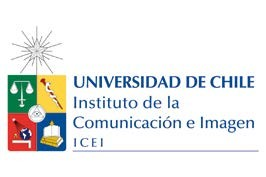 UNIVERSIDAD DE CHILE
Instituto de la
Comunicación e Imagen
ICEI